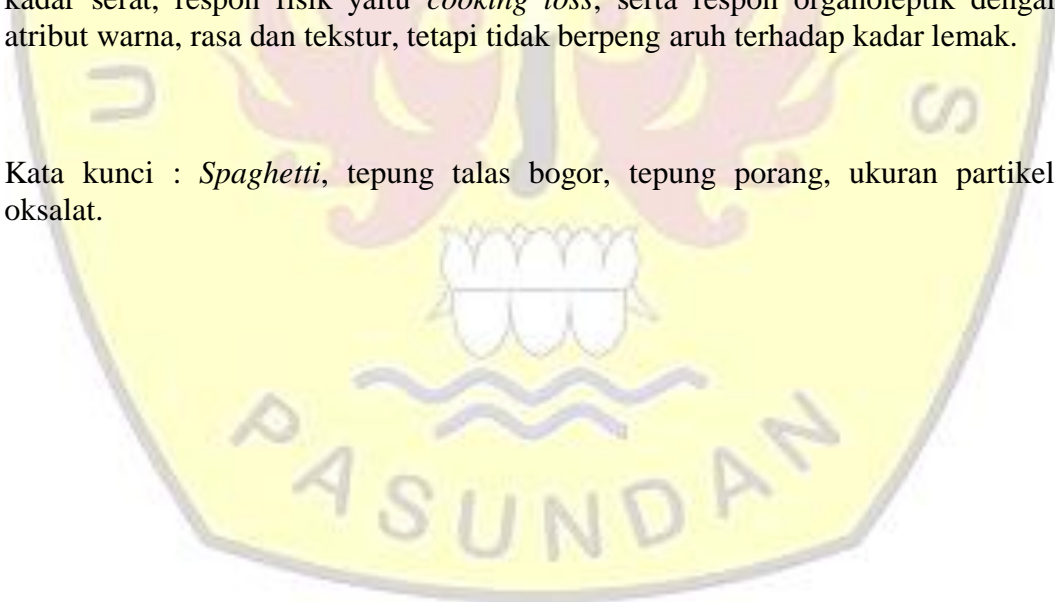 kadar serat, respon fisik yaitu cooking loss, serta respon organoleptik dengan
atribut warna, rasa dan tekstur, tetapi tidak berpeng aruh terhadap kadar lemak.
Kata kunci : Spaghetti, tepung talas bogor, tepung porang, ukuran partikel
oksalat.
U
S
PASUNDAN